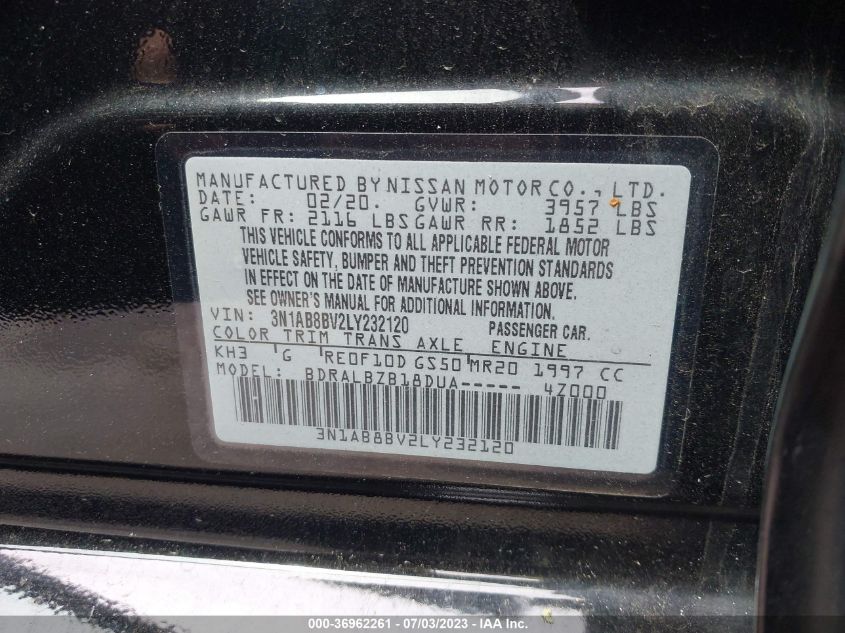 MANUFACTURED BY NISSAN MOTOR CO., LTD.
DATE: 02/20. GVWR: 3957 LBS
GAWR FR: 2116 LBS GAWR RR: 1852 LBS
THIS VEHICLE CONFORMS TO ALL APPLICABLE FEDERAL MOTOR
VEHICLE SAFETY, BUMPER AND THEFT PREVENTION STANDARDS
IN EFFECT ON THE DATE OF MANUFACTURE SHOWN ABOVE.
SEE OWNER'S MANUAL FOR ADDITIONAL INFORMATION.
VIN: 3N1AB8BV2LY232120 PASSENGER CAR.
COLOR TRIM TRANS AXLE ENGINE
KH3 G RE0F10D GS50 MR20 1997 CC
MODEL: BDRALBZB18DUA----- 4Z000
3N1AB8BV2LY232120
000-36962261 - 07/03/2023 - IAA Inc.